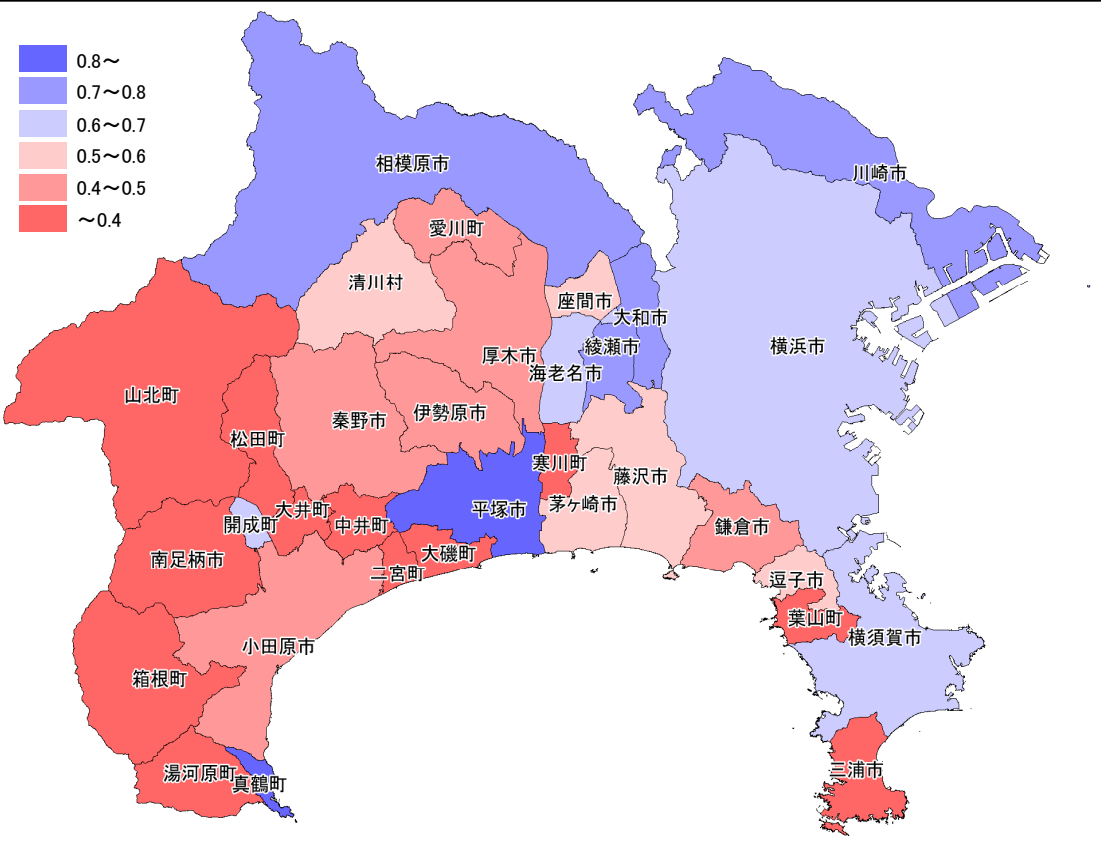 0.8～
0.7～0.8
0.6～0.7
0.5～0.6
0.4～0.5
～0.4
相模原市
川崎市
愛川町
清川村
座間市
大和市
綾瀬市
横浜市
厚木市
海老名市
山北町
伊勢原市
秦野市
松田町
寒川町
藤沢市
茅ヶ崎市
平塚市
大井町
開成町
中井町
鎌倉市
大磯町
南足柄市
二宮町
逗子市
葉山町
横須賀市
小田原市
箱根町
三浦市
湯河原町
真鶴町